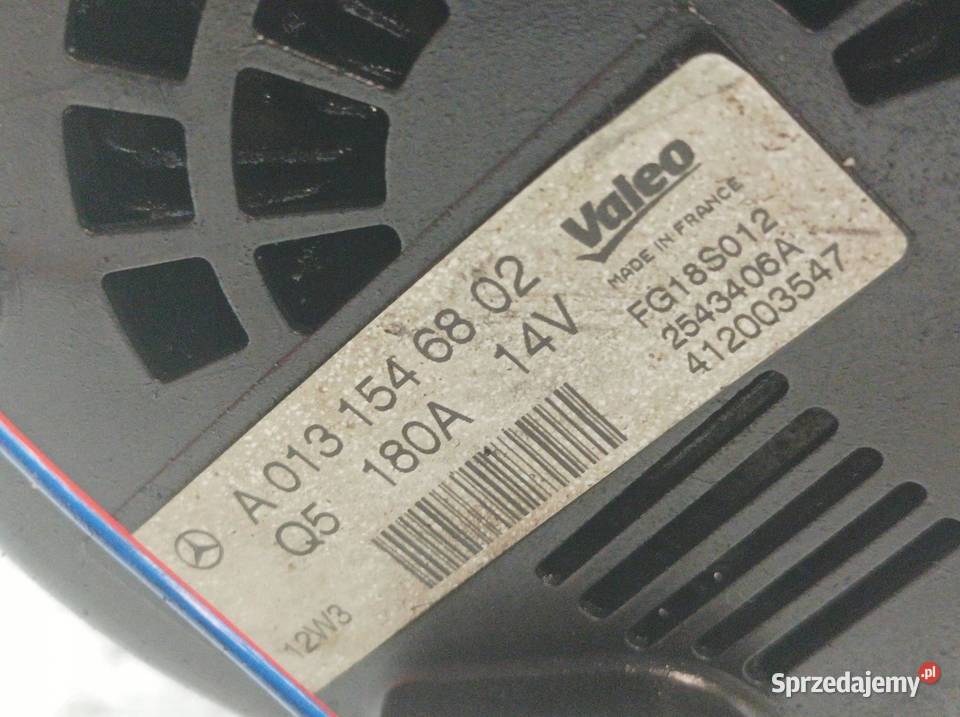 Valeo
MADE IN FRANCE
A 013 154 68 02
FG18S012
Q5 180A 14V
2543406A
412003547
12W3
Sprzedajemy.pl